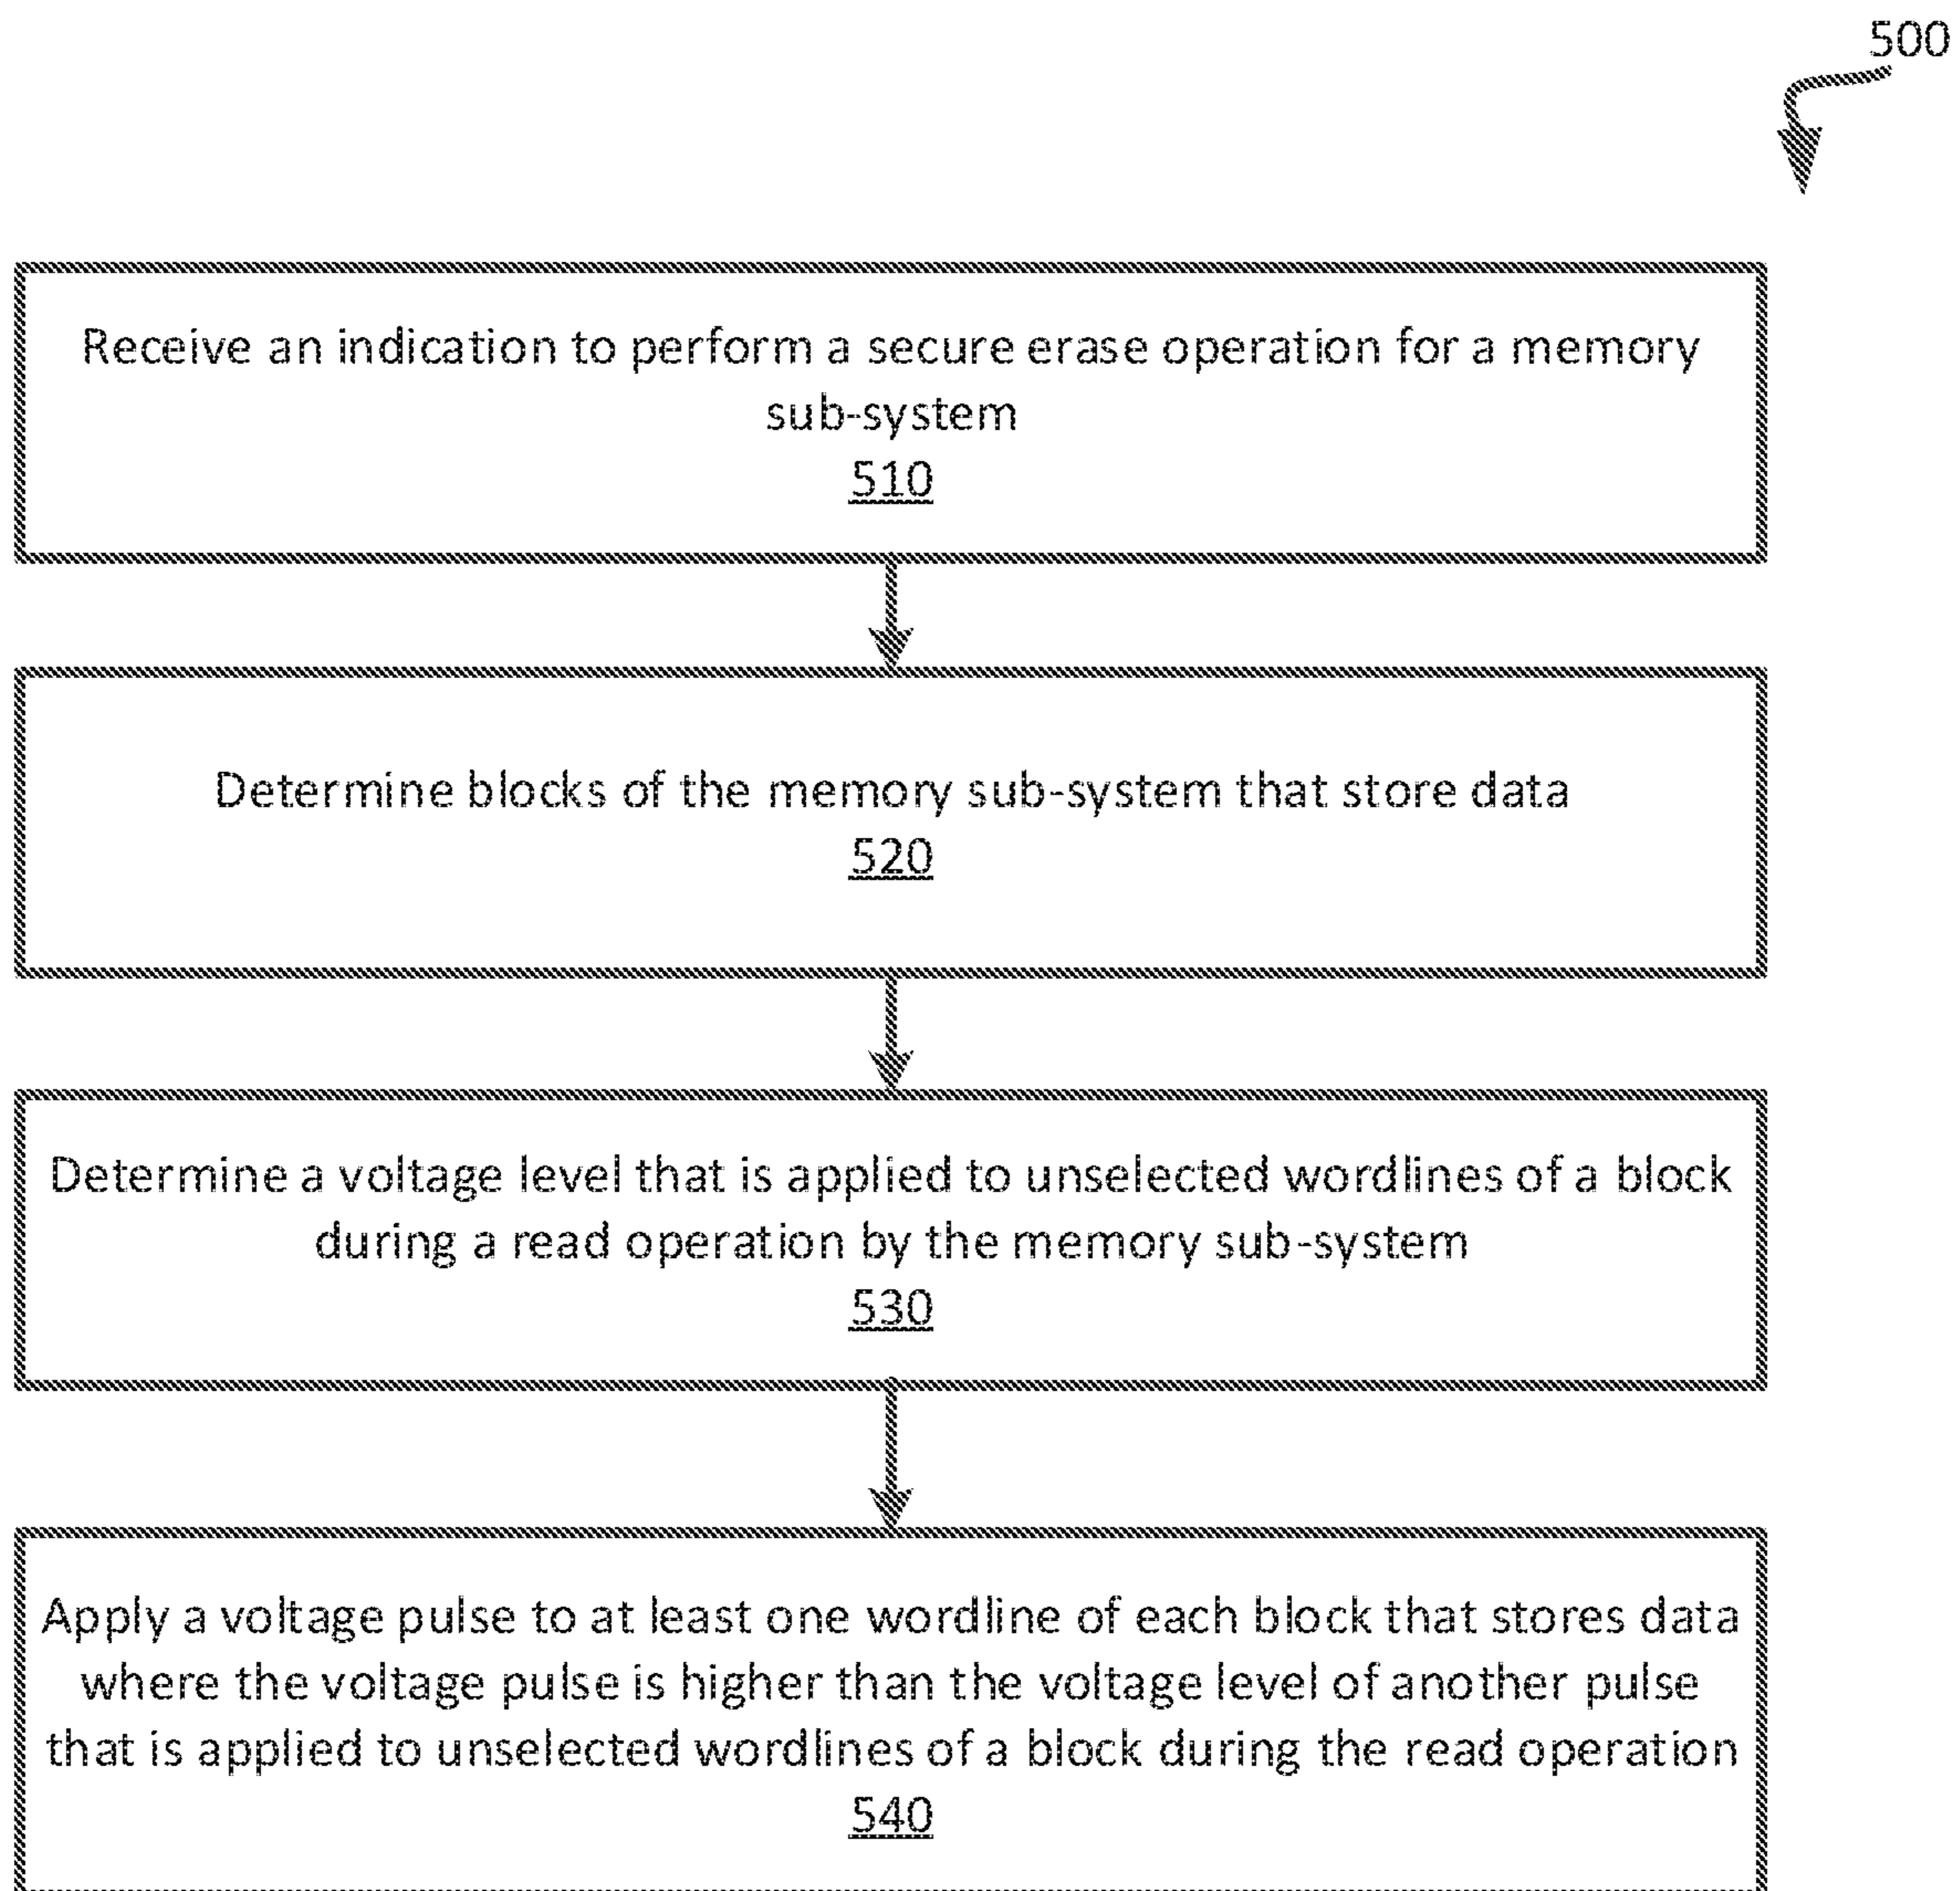 500
Receive an indication to perform a secure erase operation for a memory
sub-system
510
Determine blocks of the memory sub-system that store data
520
Determine a voltage level that is applied to unselected wordlines of a block
during a read operation by the memory sub-system
530
Apply a voltage pulse to at least one wordline of each block that stores data
where the voltage pulse is higher than the voltage level of another pulse
that is applied to unselected wordlines of a block during the read operation
540